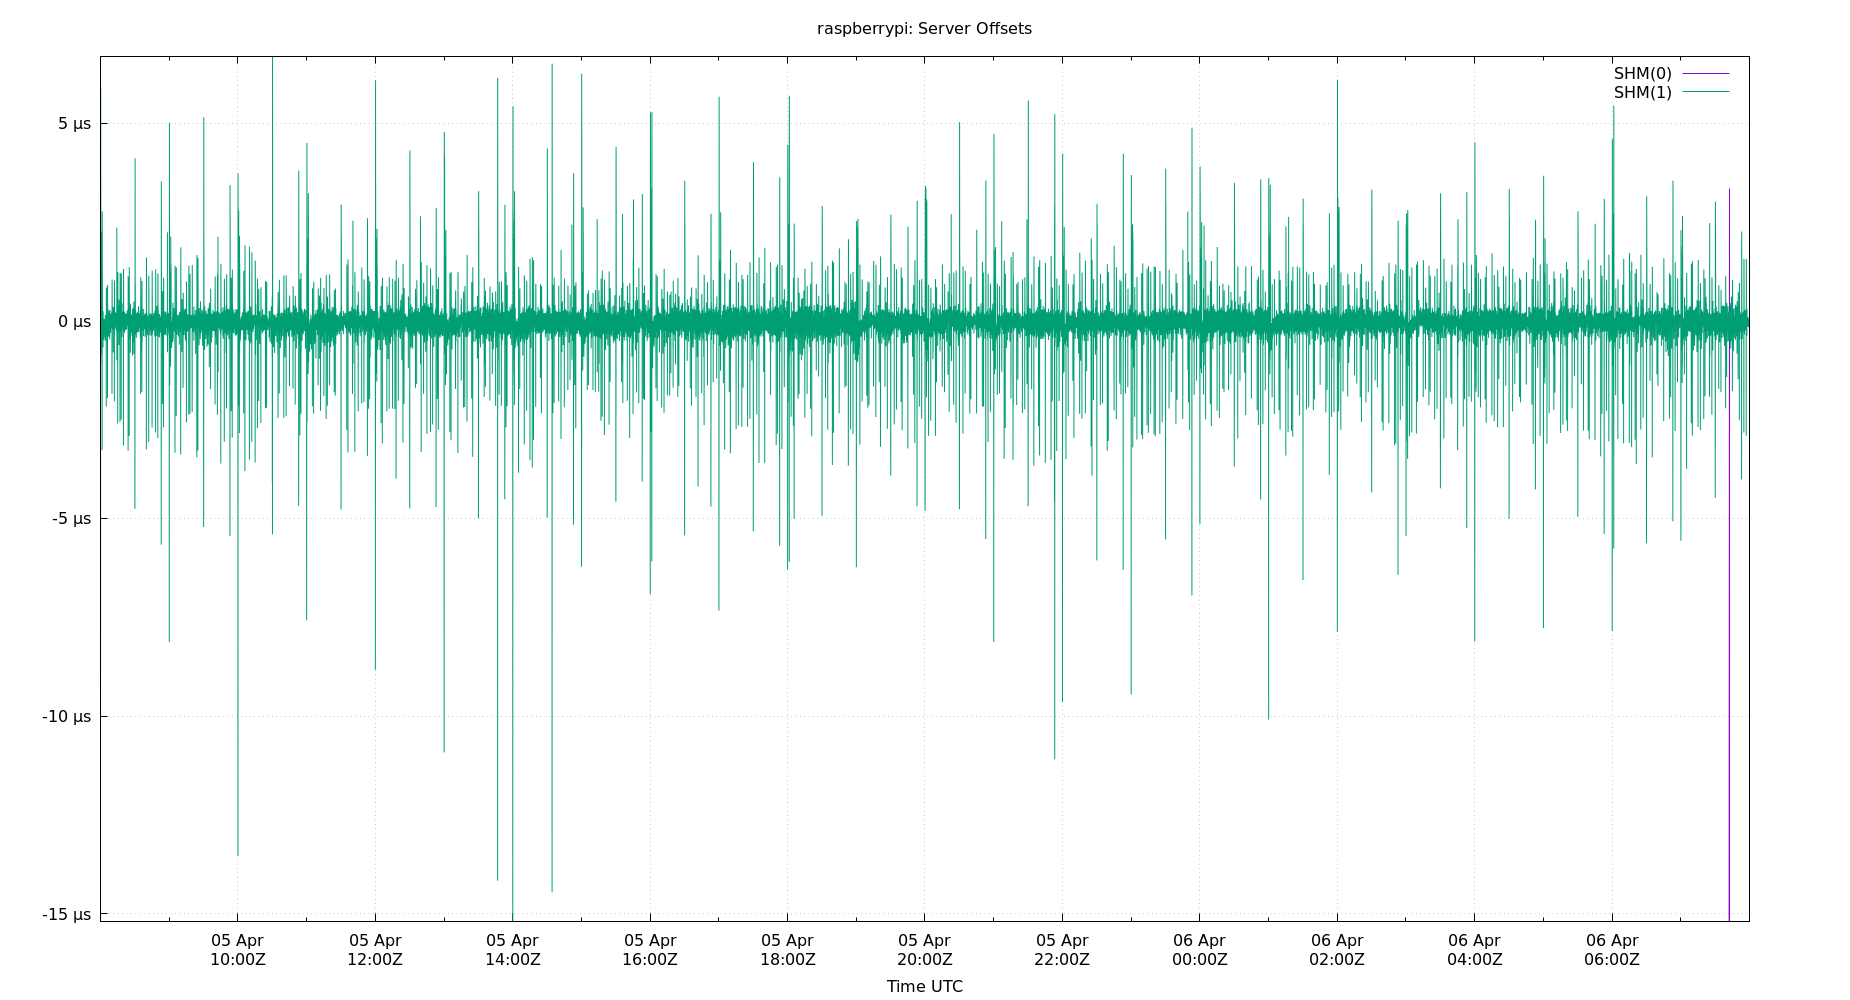 raspberrypi: Server Offsets
SHM(0)
SHM(1)
5 µs
0 µs
-5 µs
-10 µs
-15 µs
05 Apr 05 Apr 05 Apr 05 Apr 05 Apr 05 Apr 05 Apr 06 Apr 06 Apr 06 Apr 06 Apr
10:00Z 12:00Z 14:00Z 16:00Z 18:00Z 20:00Z 22:00Z 00:00Z 02:00Z 04:00Z 06:00Z
Time UTC